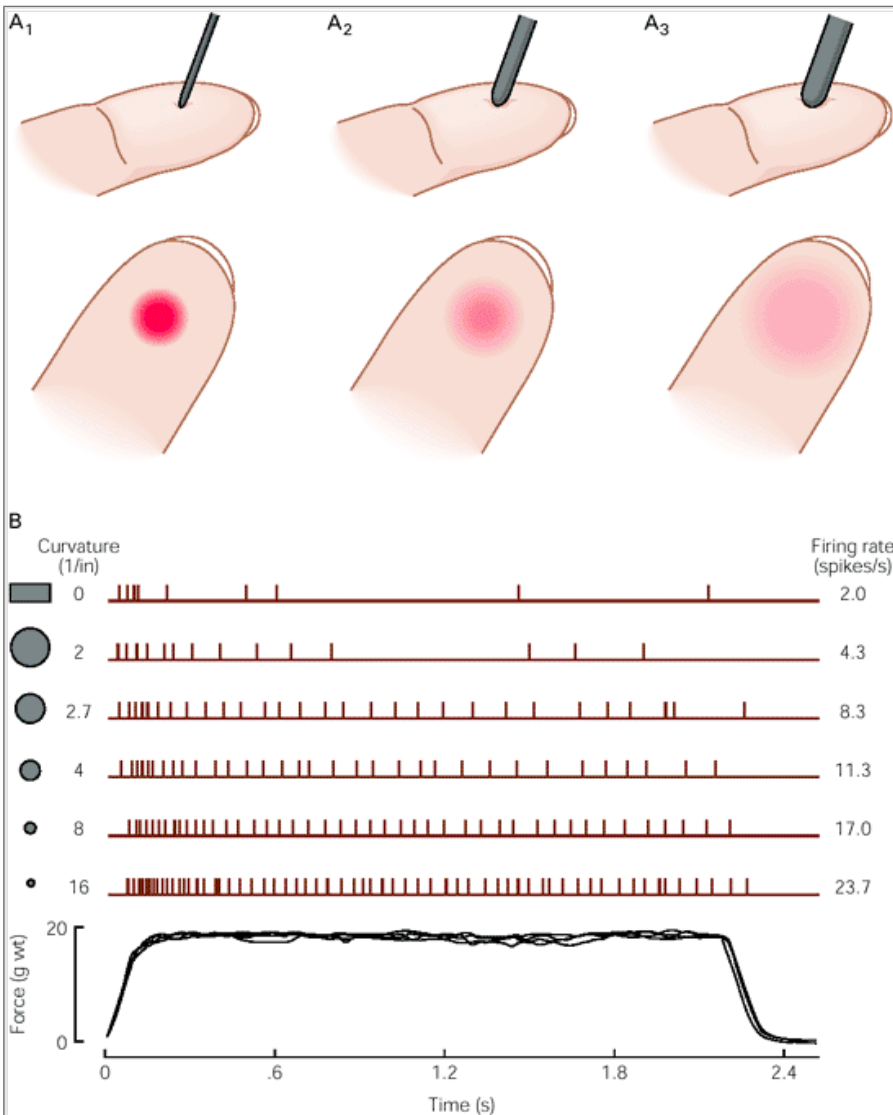 A1 A2 A3
B
Curvature Firing rate
(1/in) (spikes/s)
0 2.0
2 4.3
2.7 8.3
4 11.3
8 17.0
16 23.7
20
Force (g wt)
0
0 .6 1.2 1.8 2.4
Time (s)